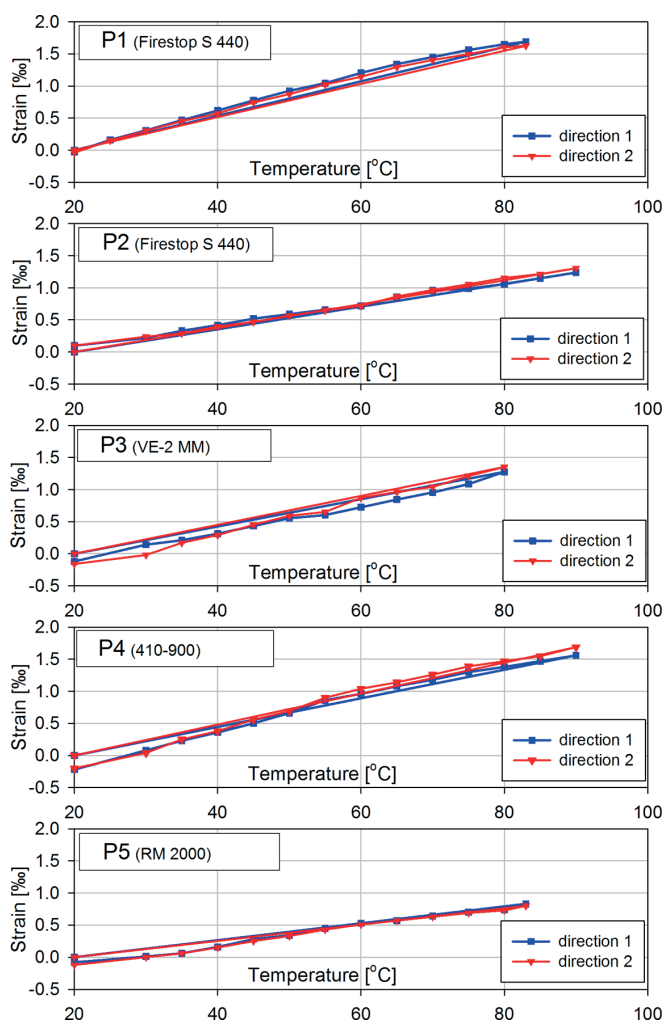 2.0
P1 (Firestop S 440)
1.5
1.0
0.5
0.0
-0.5
Strain [‰]
Temperature [°C]
direction 1
direction 2
20 40 60 80 100
2.0
P2 (Firestop S 440)
1.5
1.0
0.5
0.0
-0.5
Strain [‰]
Temperature [°C]
direction 1
direction 2
20 40 60 80 100
2.0
P3 (VE-2 MM)
1.5
1.0
0.5
0.0
-0.5
Strain [‰]
Temperature [°C]
direction 1
direction 2
20 40 60 80 100
2.0
P4 (410-900)
1.5
1.0
0.5
0.0
-0.5
Strain [‰]
Temperature [°C]
direction 1
direction 2
20 40 60 80 100
2.0
P5 (RM 2000)
1.5
1.0
0.5
0.0
-0.5
Strain [‰]
Temperature [°C]
direction 1
direction 2
20 40 60 80 100